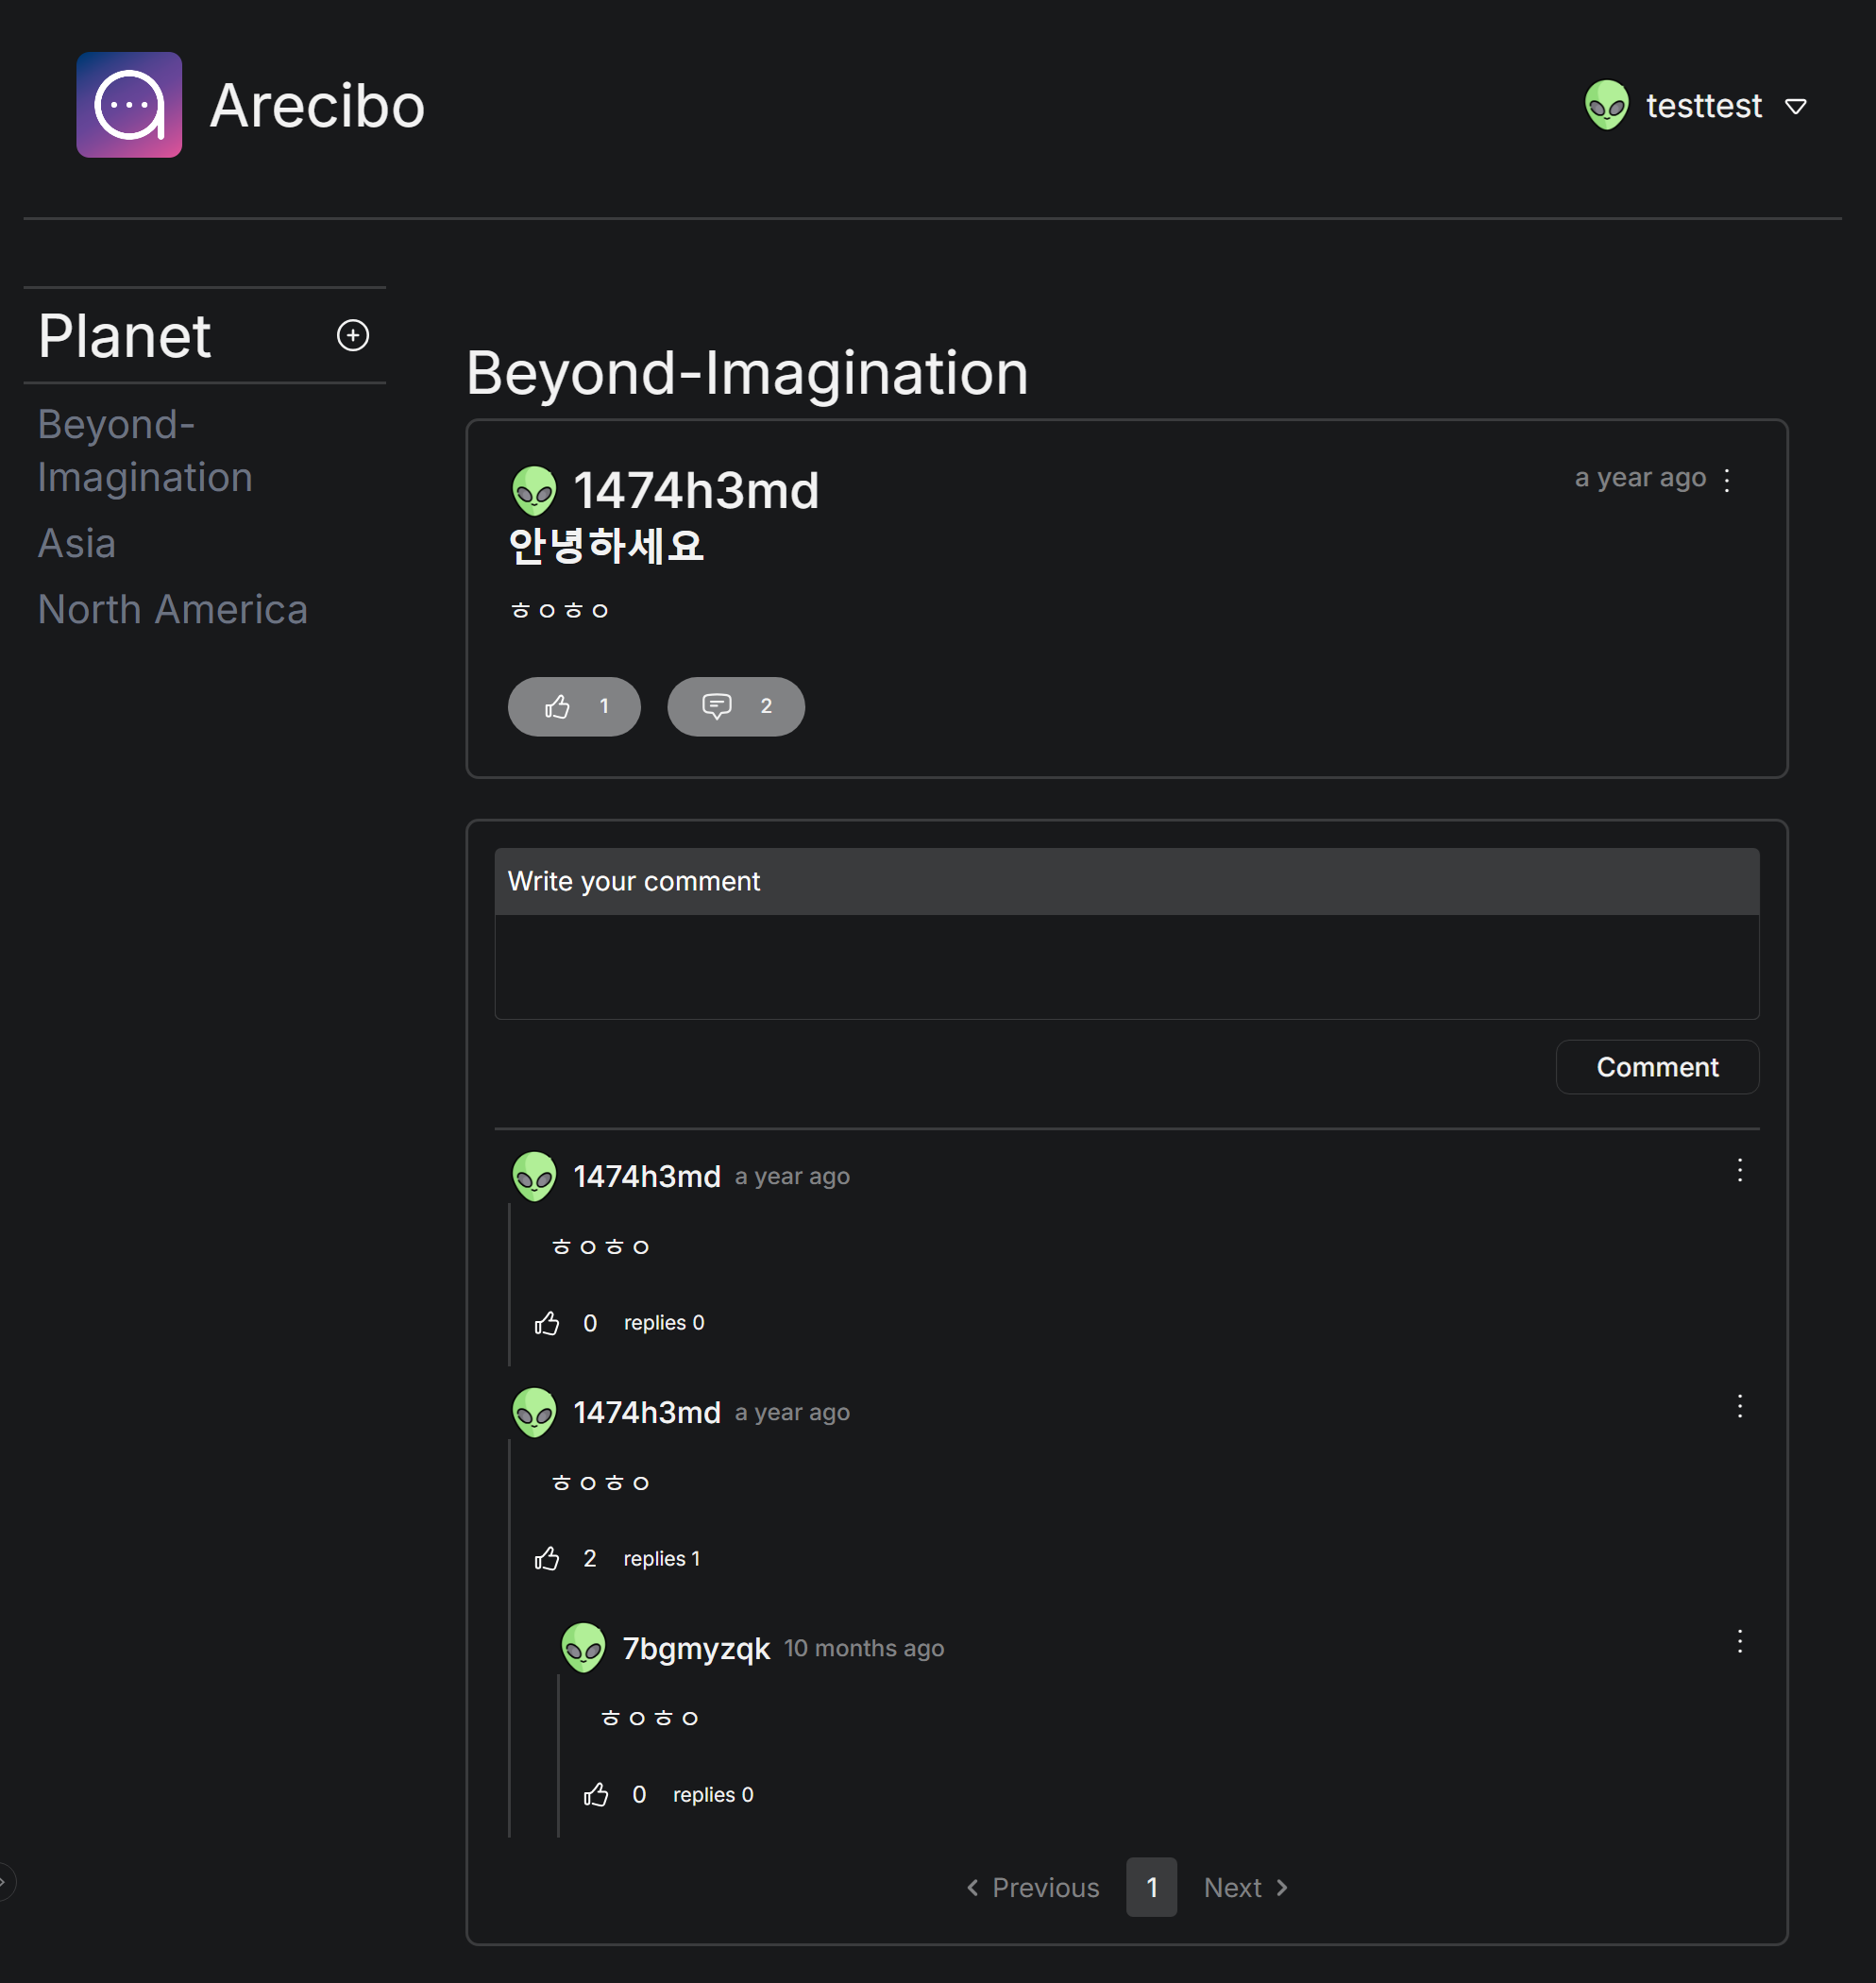 Arecibo
testtest
Planet
Beyond-
Imagination
Asia
North America
Beyond-Imagination
1474h3md
a year ago
안녕하세요
ㅎㅇㅎㅇ
1
2
Write your comment
Comment
1474h3md a year ago
ㅎㅇㅎㅇ
0 replies 0
1474h3md a year ago
ㅎㅇㅎㅇ
2 replies 1
7bgmyzqk 10 months ago
ㅎㅇㅎㅇ
0 replies 0
Previous 1 Next